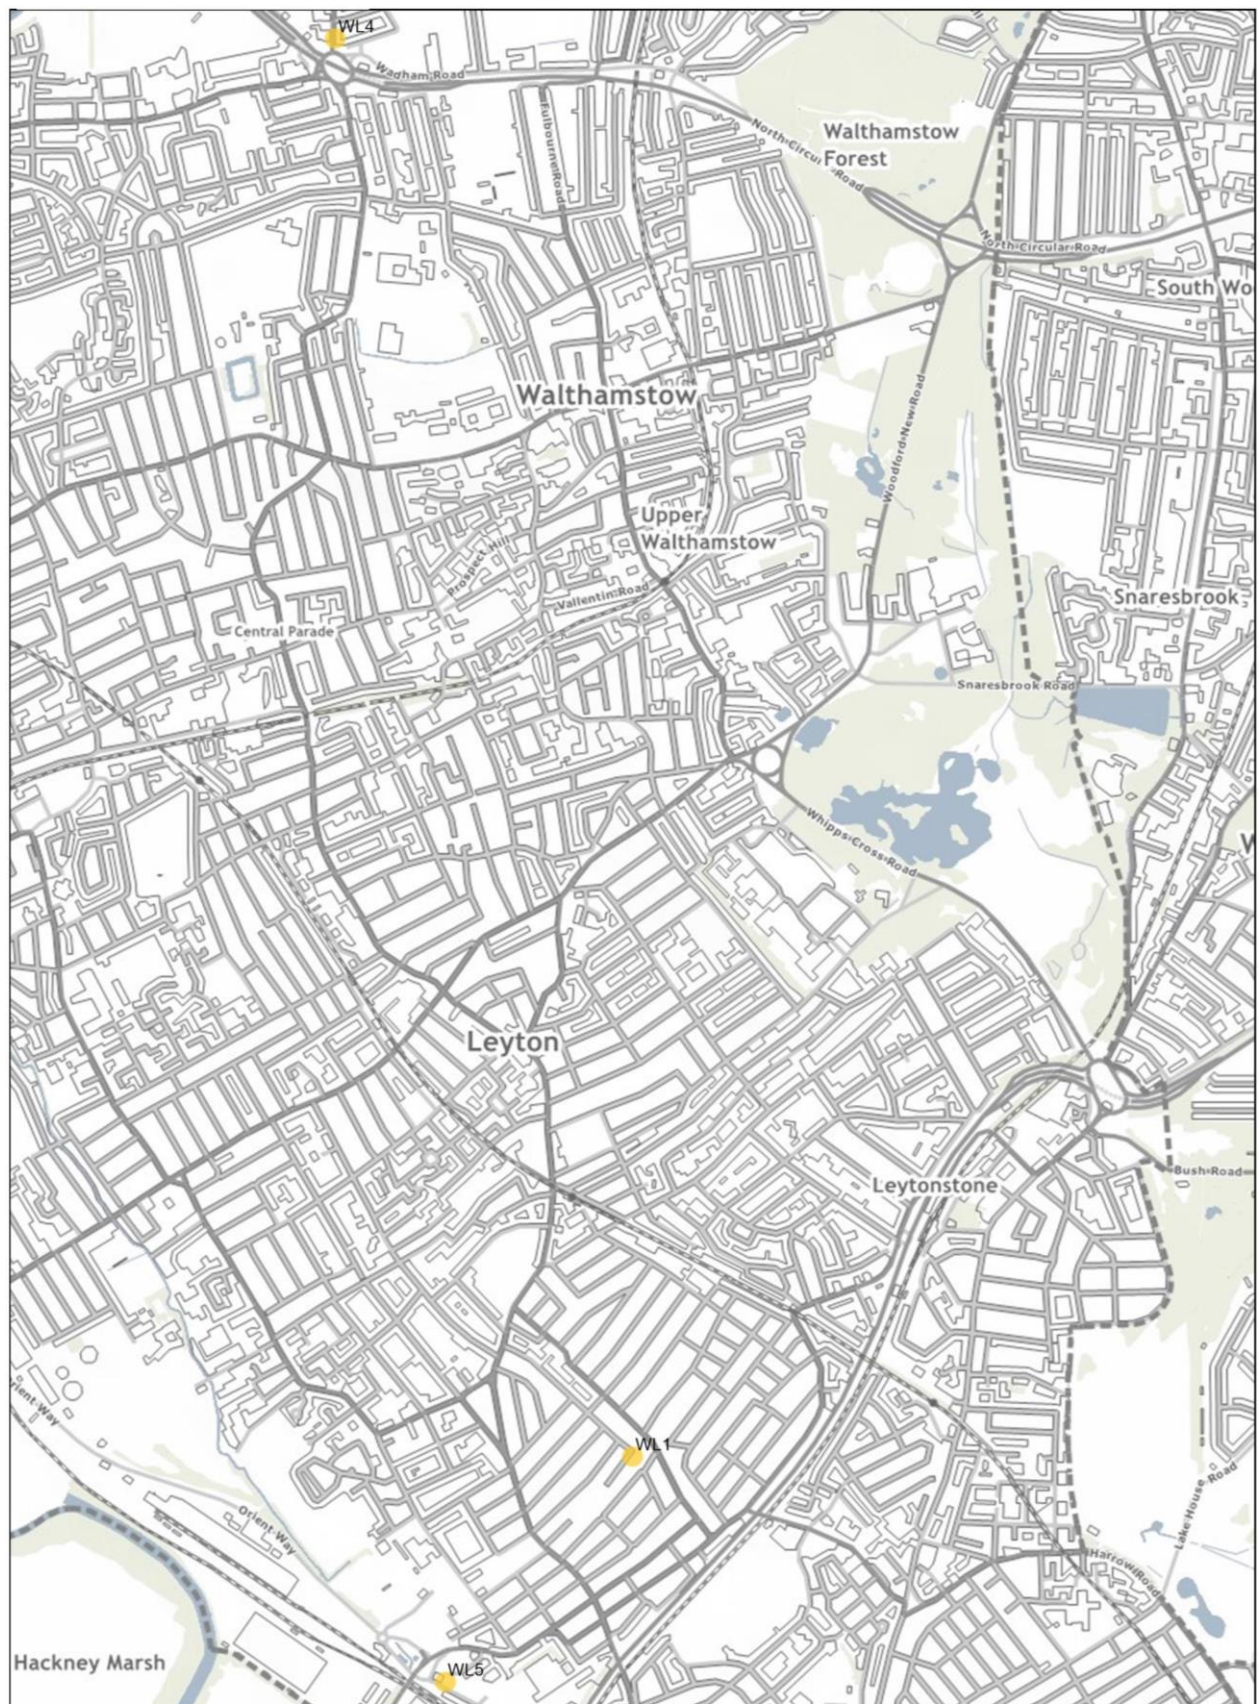 WL4
Wadham Road
Fulbourne Road
Walthamstow
Forest
North Circu
Road
North Circular Road
South Wo
Walthamstow
Woodford New Road
Upper
Walthamstow
Prospect Hill
Vallentin Road
Snaresbrook
Central Parade
Snaresbrook Road
Whipps Cross Road
W
Leyton
Bush Road
Leytonstone
rient Way
WL1
Lake House Road
Orient Way
Harrow Road
Hackney Marsh
WL5